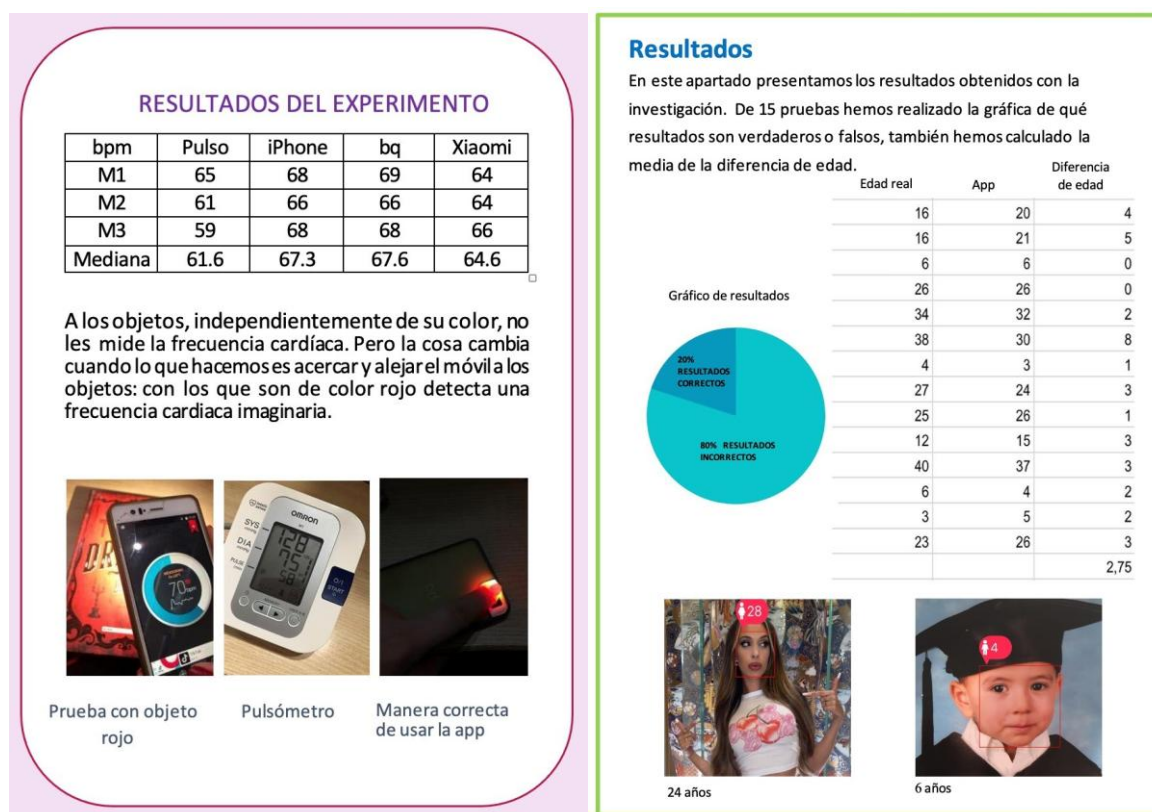 RESULTADOS DEL EXPERIMENTO
bpm Pulso iPhone bq Xiaomi
M1 65 68 69 64
M2 61 66 66 64
M3 59 68 68 66
Mediana 61.6 67.3 67.6 64.6
A los objetos, independientemente de su color, no
les mide la frecuencia cardíaca. Pero la cosa cambia
cuando lo que hacemos es acercar y alejar el móvil a los
objetos: con los que son de color rojo detecta una
frecuencia cardiaca imaginaria.
70
OMRON
SYS
128
DIA
75
58
O/I
START
Prueba con objeto
rojo
Pulsómetro
Manera correcta
de usar la app
Resultados
En este apartado presentamos los resultados obtenidos con la
investigación. De 15 pruebas hemos realizado la gráfica de qué
resultados son verdaderos o falsos, también hemos calculado la
media de la diferencia de edad.
Edad real App Diferencia
de edad
16 20 4
16 21 5
6 6 0
26 26 0
34 32 2
38 30 8
4 3 1
27 24 3
25 26 1
12 15 3
40 37 3
6 4 2
3 5 2
23 26 3
2,75
Gráfico de resultados
20%
RESULTADOS
CORRECTOS
80% RESULTADOS
INCORRECTOS
28
24 años
4
6 años